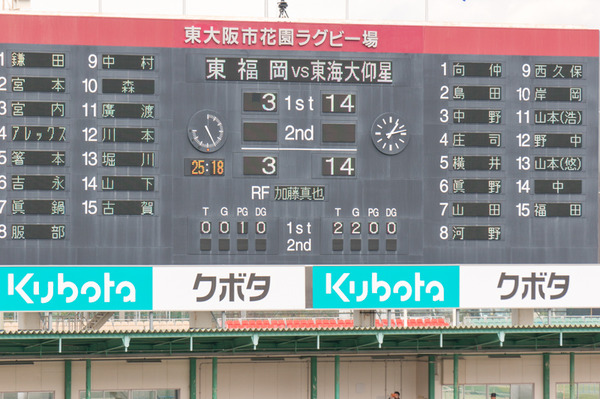 東大阪市花園ラグビー場
東福岡 vs 東海大仰星
3 1st 14
2nd
3 14
25:18
RF 加藤真也
T G PG DG T G PG DG
0 0 1 0 1st 2 2 0 0
2nd
1 鎌田 9 中村
2 宮本 10 森
3 宮内 11 廣渡
4 アレックス 12 川本
5 箸本 13 堀川
6 吉永 14 山下
7 眞鍋 15 古賀
8 服部
1 向仲 9 西久保
2 島田 10 岸岡
3 中野 11 山本(浩)
4 庄司 12 野中
5 横井 13 山本(悠)
6 眞野 14 中
7 山田 15 福田
8 河野
Kubota クボタ Kubota クボタ